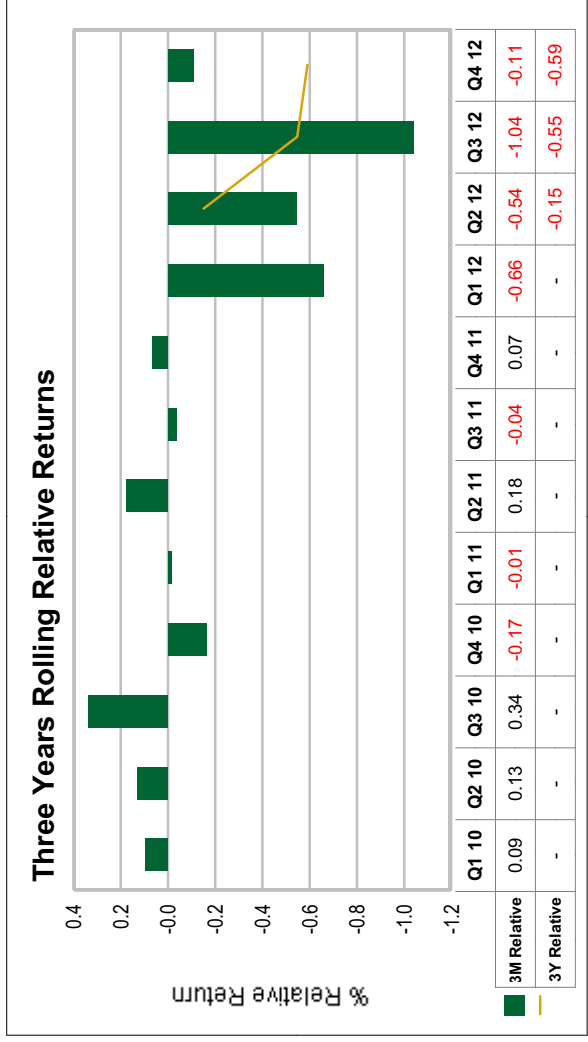 Three Years Rolling Relative Returns
% Relative Return
0.4
0.2
-0.0
-0.2
-0.4
-0.6
-0.8
-1.0
-1.2
Q1 10 Q2 10 Q3 10 Q4 10 Q1 11 Q2 11 Q3 11 Q4 11 Q1 12 Q2 12 Q3 12 Q4 12
3M Relative 0.09 0.13 0.34 -0.17 -0.01 0.18 -0.04 0.07 -0.66 -0.54 -1.04 -0.11
3Y Relative - - - - - - - - - -0.15 -0.55 -0.59